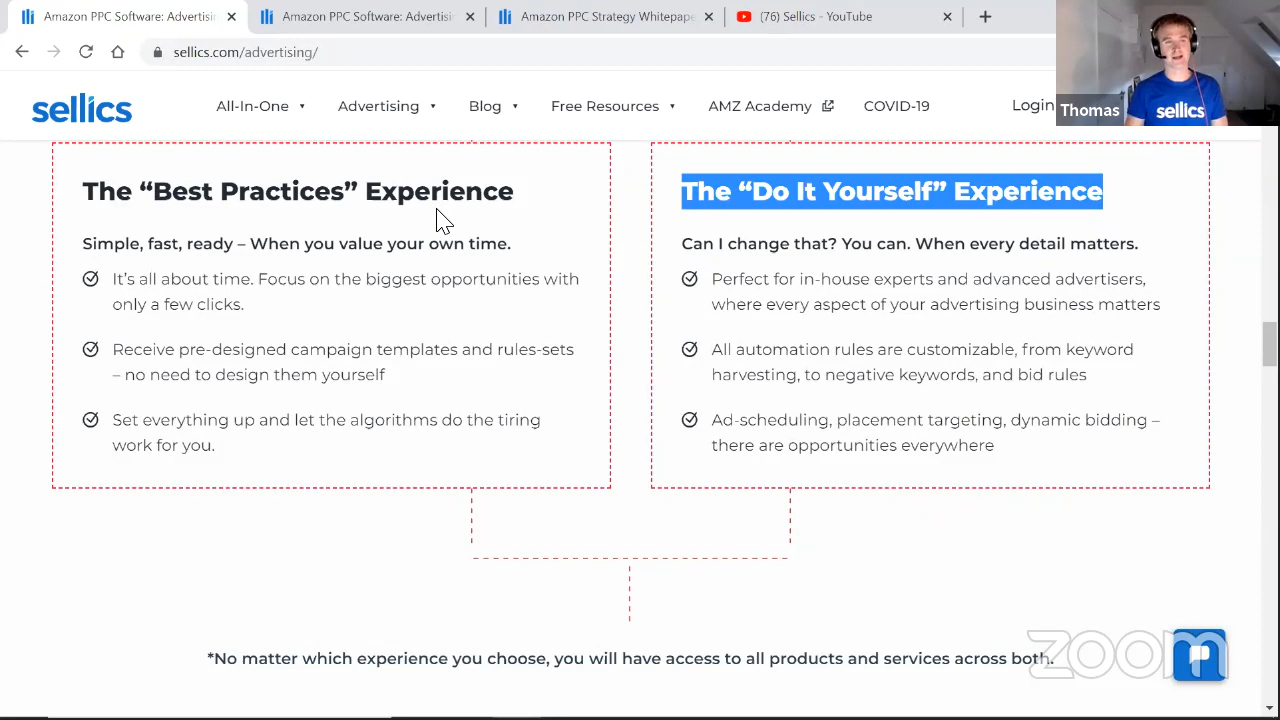 Amazon PPC Software: Advertisin
Amazon PPC Software: Advertisin
Amazon PPC Strategy Whitepape
(76) Sellics - YouTube
sellics.com/advertising/
sellics
All-In-One
Advertising
Blog
Free Resources
AMZ Academy
COVID-19
Login
Thomas
sellics
The “Best Practices” Experience
Simple, fast, ready – When you value your own time.
It’s all about time. Focus on the biggest opportunities with
only a few clicks.
Receive pre-designed campaign templates and rules-sets
– no need to design them yourself
Set everything up and let the algorithms do the tiring
work for you.
The “Do It Yourself” Experience
Can I change that? You can. When every detail matters.
Perfect for in-house experts and advanced advertisers,
where every aspect of your advertising business matters
All automation rules are customizable, from keyword
harvesting, to negative keywords, and bid rules
Ad-scheduling, placement targeting, dynamic bidding –
there are opportunities everywhere
*No matter which experience you choose, you will have access to all products and services across both.
zoom